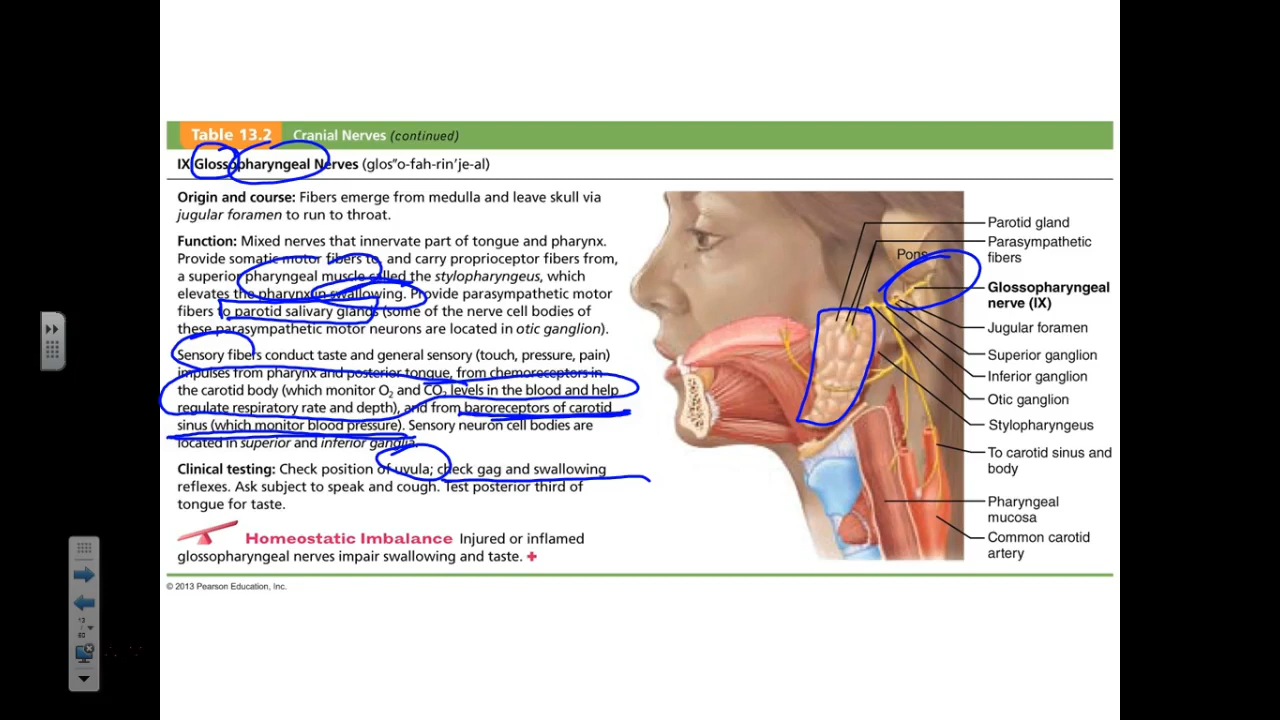 Table 13.2 Cranial Nerves (continued)
IX Glossopharyngeal Nerves (glos"o-fah-rin'je-al)
Origin and course: Fibers emerge from medulla and leave skull via
jugular foramen to run to throat.
Function: Mixed nerves that innervate part of tongue and pharynx.
Provide somatic motor fibers to, and carry proprioceptor fibers from,
a superior pharyngeal muscle called the stylopharyngeus, which
elevates the pharynx in swallowing. Provide parasympathetic motor
fibers to parotid salivary glands (some of the nerve cell bodies of
these parasympathetic motor neurons are located in otic ganglion).
Sensory fibers conduct taste and general sensory (touch, pressure, pain)
impulses from pharynx and posterior tongue, from chemoreceptors in
the carotid body (which monitor O2 and CO2 levels in the blood and help
regulate respiratory rate and depth), and from baroreceptors of carotid
sinus (which monitor blood pressure). Sensory neuron cell bodies are
located in superior and inferior ganglia.
Clinical testing: Check position of uvula; check gag and swallowing
reflexes. Ask subject to speak and cough. Test posterior third of
tongue for taste.
Homeostatic Imbalance Injured or inflamed
glossopharyngeal nerves impair swallowing and taste. +
© 2013 Pearson Education, Inc.
Pons
Parotid gland
Parasympathetic
fibers
Glossopharyngeal
nerve (IX)
Jugular foramen
Superior ganglion
Inferior ganglion
Otic ganglion
Stylopharyngeus
To carotid sinus and
body
Pharyngeal
mucosa
Common carotid
artery
13
/
60